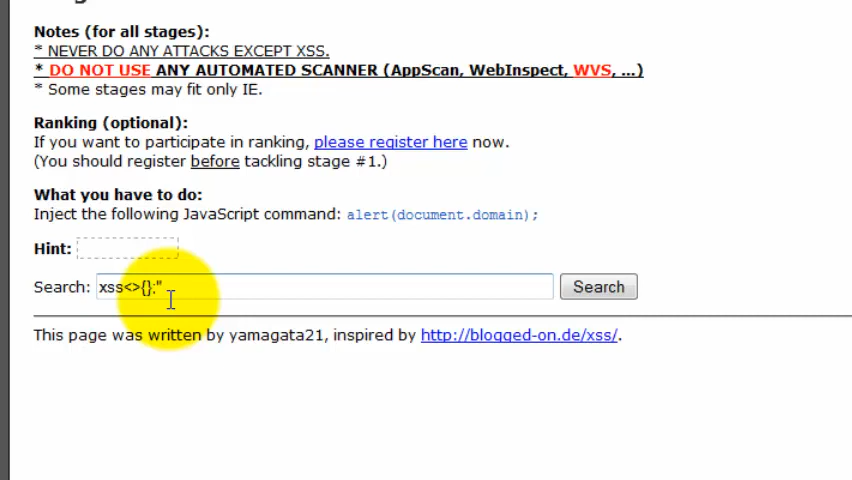 Notes (for all stages):
* NEVER DO ANY ATTACKS EXCEPT XSS.
* DO NOT USE ANY AUTOMATED SCANNER (AppScan, WebInspect, WVS, ...)
* Some stages may fit only IE.
Ranking (optional):
If you want to participate in ranking, please register here now.
(You should register before tackling stage #1.)
What you have to do:
Inject the following JavaScript command: alert(document.domain);
Hint:
Search: xss<>{};" Search
This page was written by yamagata21, inspired by http://blogged-on.de/xss/.